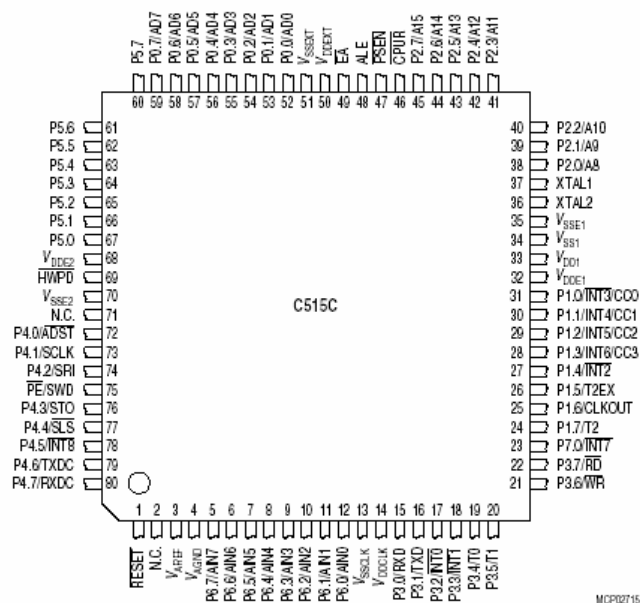 P5.7 P0.7/AD7 P0.6/AD6 P0.5/AD5 P0.4/AD4 P0.3/AD3 P0.2/AD2 P0.1/AD1 P0.0/AD0 VSSEXT VDDEXT EA ALE PSEN CPUR P2.7/A15 P2.6/A14 P2.5/A13 P2.4/A12 P2.3/A11
60 59 58 57 56 55 54 53 52 51 50 49 48 47 46 45 44 43 42 41
P5.6 61 40 P2.2/A10
P5.5 62 39 P2.1/A9
P5.4 63 38 P2.0/A8
P5.3 64 37 XTAL1
P5.2 65 36 XTAL2
P5.1 66 35 VSSE1
P5.0 67 34 VSS1
VDDE2 68 33 VDD1
HWPD 69 32 VDDE1
VSSE2 70 31 P1.0/INT3/CC0
C515C
N.C. 71 30 P1.1/INT4/CC1
P4.0/ADST 72 29 P1.2/INT5/CC2
P4.1/SCLK 73 28 P1.3/INT6/CC3
P4.2/SRI 74 27 P1.4/INT2
PE/SWD 75 26 P1.5/T2EX
P4.3/STO 76 25 P1.6/CLKOUT
P4.4/SLS 77 24 P1.7/T2
P4.5/INT8 78 23 P7.0/INT7
P4.6/TXDC 79 22 P3.7/RD
P4.7/RXDC 80 21 P3.6/WR
1 2 3 4 5 6 7 8 9 10 11 12 13 14 15 16 17 18 19 20
RESET N.C. VAREF VAGND P6.7/AIN7 P6.6/AIN6 P6.5/AIN5 P6.4/AIN4 P6.3/AIN3 P6.2/AIN2 P6.1/AIN1 P6.0/AIN0 VSSCLK VDDCLK P3.0/RXD P3.1/TXD P3.2/INT0 P3.3/INT1 P3.4/T0 P3.5/T1
MCP02715